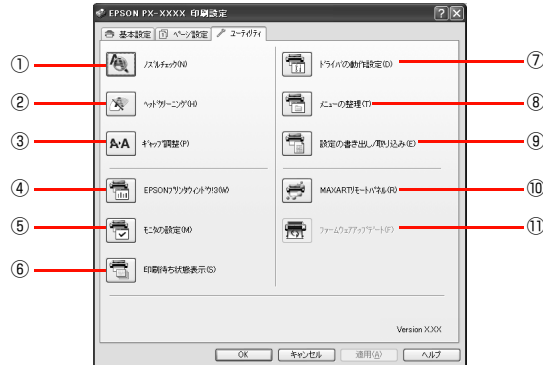 EPSON PX-XXXX 印刷設定
基本設定 ページ設定 ユーティリティ
① ノズルチェック(N)
② ヘッドクリーニング(H)
③ ギャップ調整(P)
④ EPSONプリンタウィンドウ!3(W)
⑤ モニタの設定(M)
⑥ 印刷待ち状態表示(S)
ドライバの動作設定(D) ⑦
メニューの整理(T) ⑧
設定の書き出し/取り込み(E) ⑨
MAXARTリモートパネル(R) ⑩
ファームウェアアップデート(F) ⑪
Version X.XX
OK キャンセル 適用(A) ヘルプ